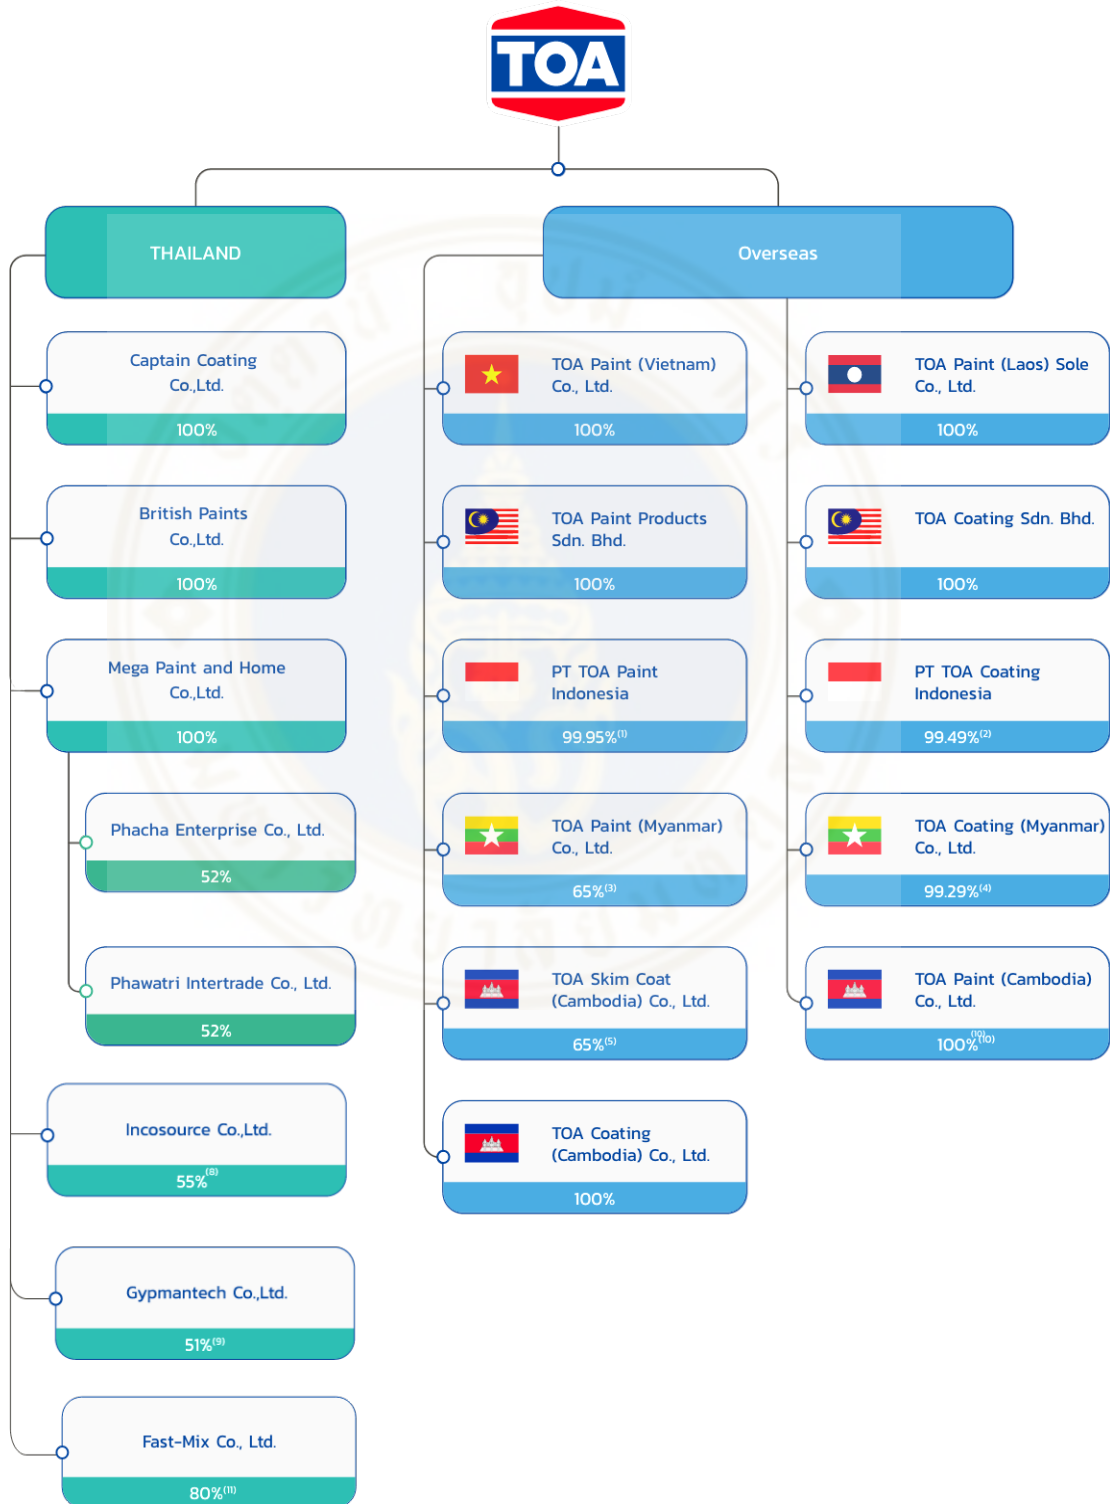 TOA
THAILAND
Captain Coating
Co.,Ltd.
100%
British Paints
Co.,Ltd.
100%
Mega Paint and Home
Co.,Ltd.
100%
Phacha Enterprise Co., Ltd.
52%
Phawatri Intertrade Co., Ltd.
52%
Incosource Co.,Ltd.
55%(8)
Gypmantech Co.,Ltd.
51%(9)
Fast-Mix Co., Ltd.
80%(11)
Overseas
TOA Paint (Vietnam)
Co., Ltd.
100%
TOA Paint Products
Sdn. Bhd.
100%
PT TOA Paint
Indonesia
99.95%(1)
TOA Paint (Myanmar)
Co., Ltd.
65%(3)
TOA Skim Coat
(Cambodia) Co., Ltd.
65%(5)
TOA Coating
(Cambodia) Co., Ltd.
100%
TOA Paint (Laos) Sole
Co., Ltd.
100%
TOA Coating Sdn. Bhd.
100%
PT TOA Coating
Indonesia
99.49%(2)
TOA Coating (Myanmar)
Co., Ltd.
99.29%(4)
TOA Paint (Cambodia)
Co., Ltd.
100%(10)(10)